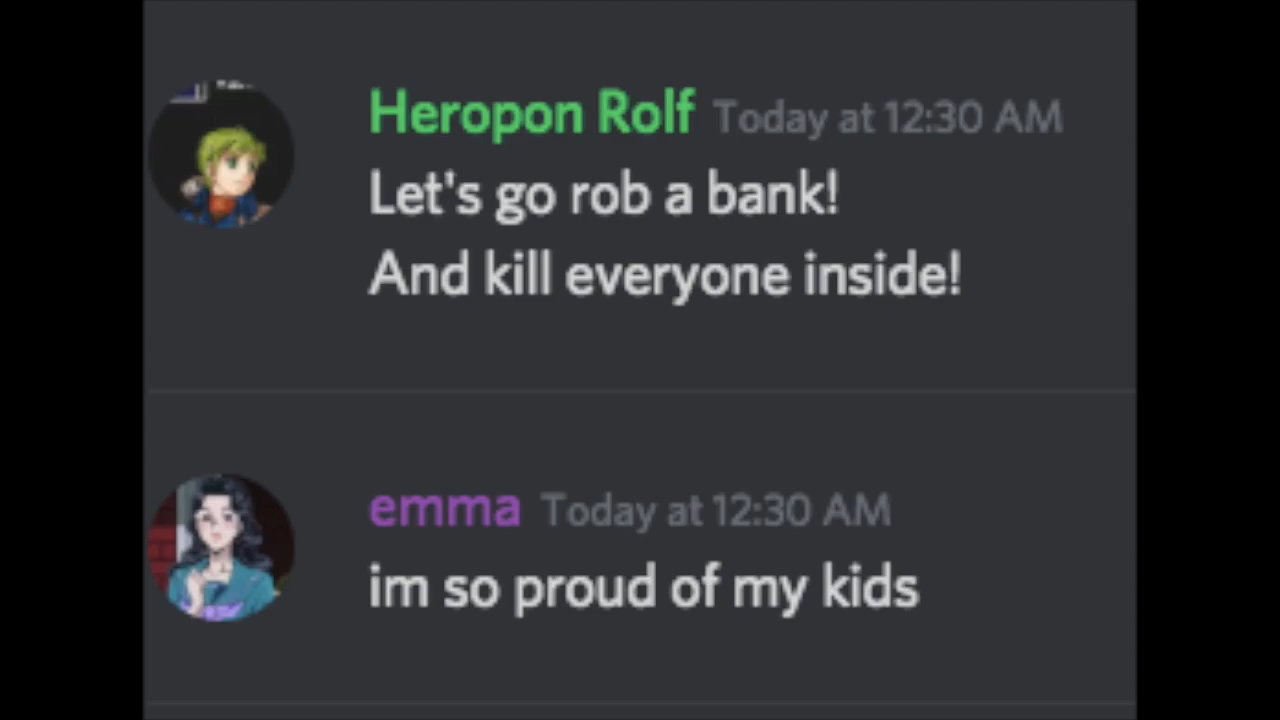 Heropon Rolf Today at 12:30 AM
Let's go rob a bank!
And kill everyone inside!
emma Today at 12:30 AM
im so proud of my kids